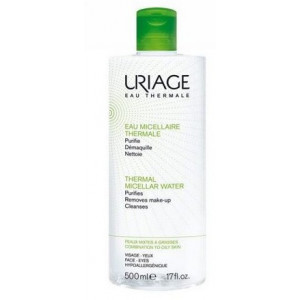 URIAGE
EAU THERMALE
EAU MICELLAIRE
THERMALE
Purifie
Démaquille
Nettoie
THERMAL
MICELLAR WATER
Purifies
Removes make-up
Cleanses
PEAUX MIXTES À GRASSES
COMBINATION TO OILY SKIN
VISAGE - YEUX
FACE - EYES
HYPOALLERGÉNIQUE
500ml e 17fl.oz.